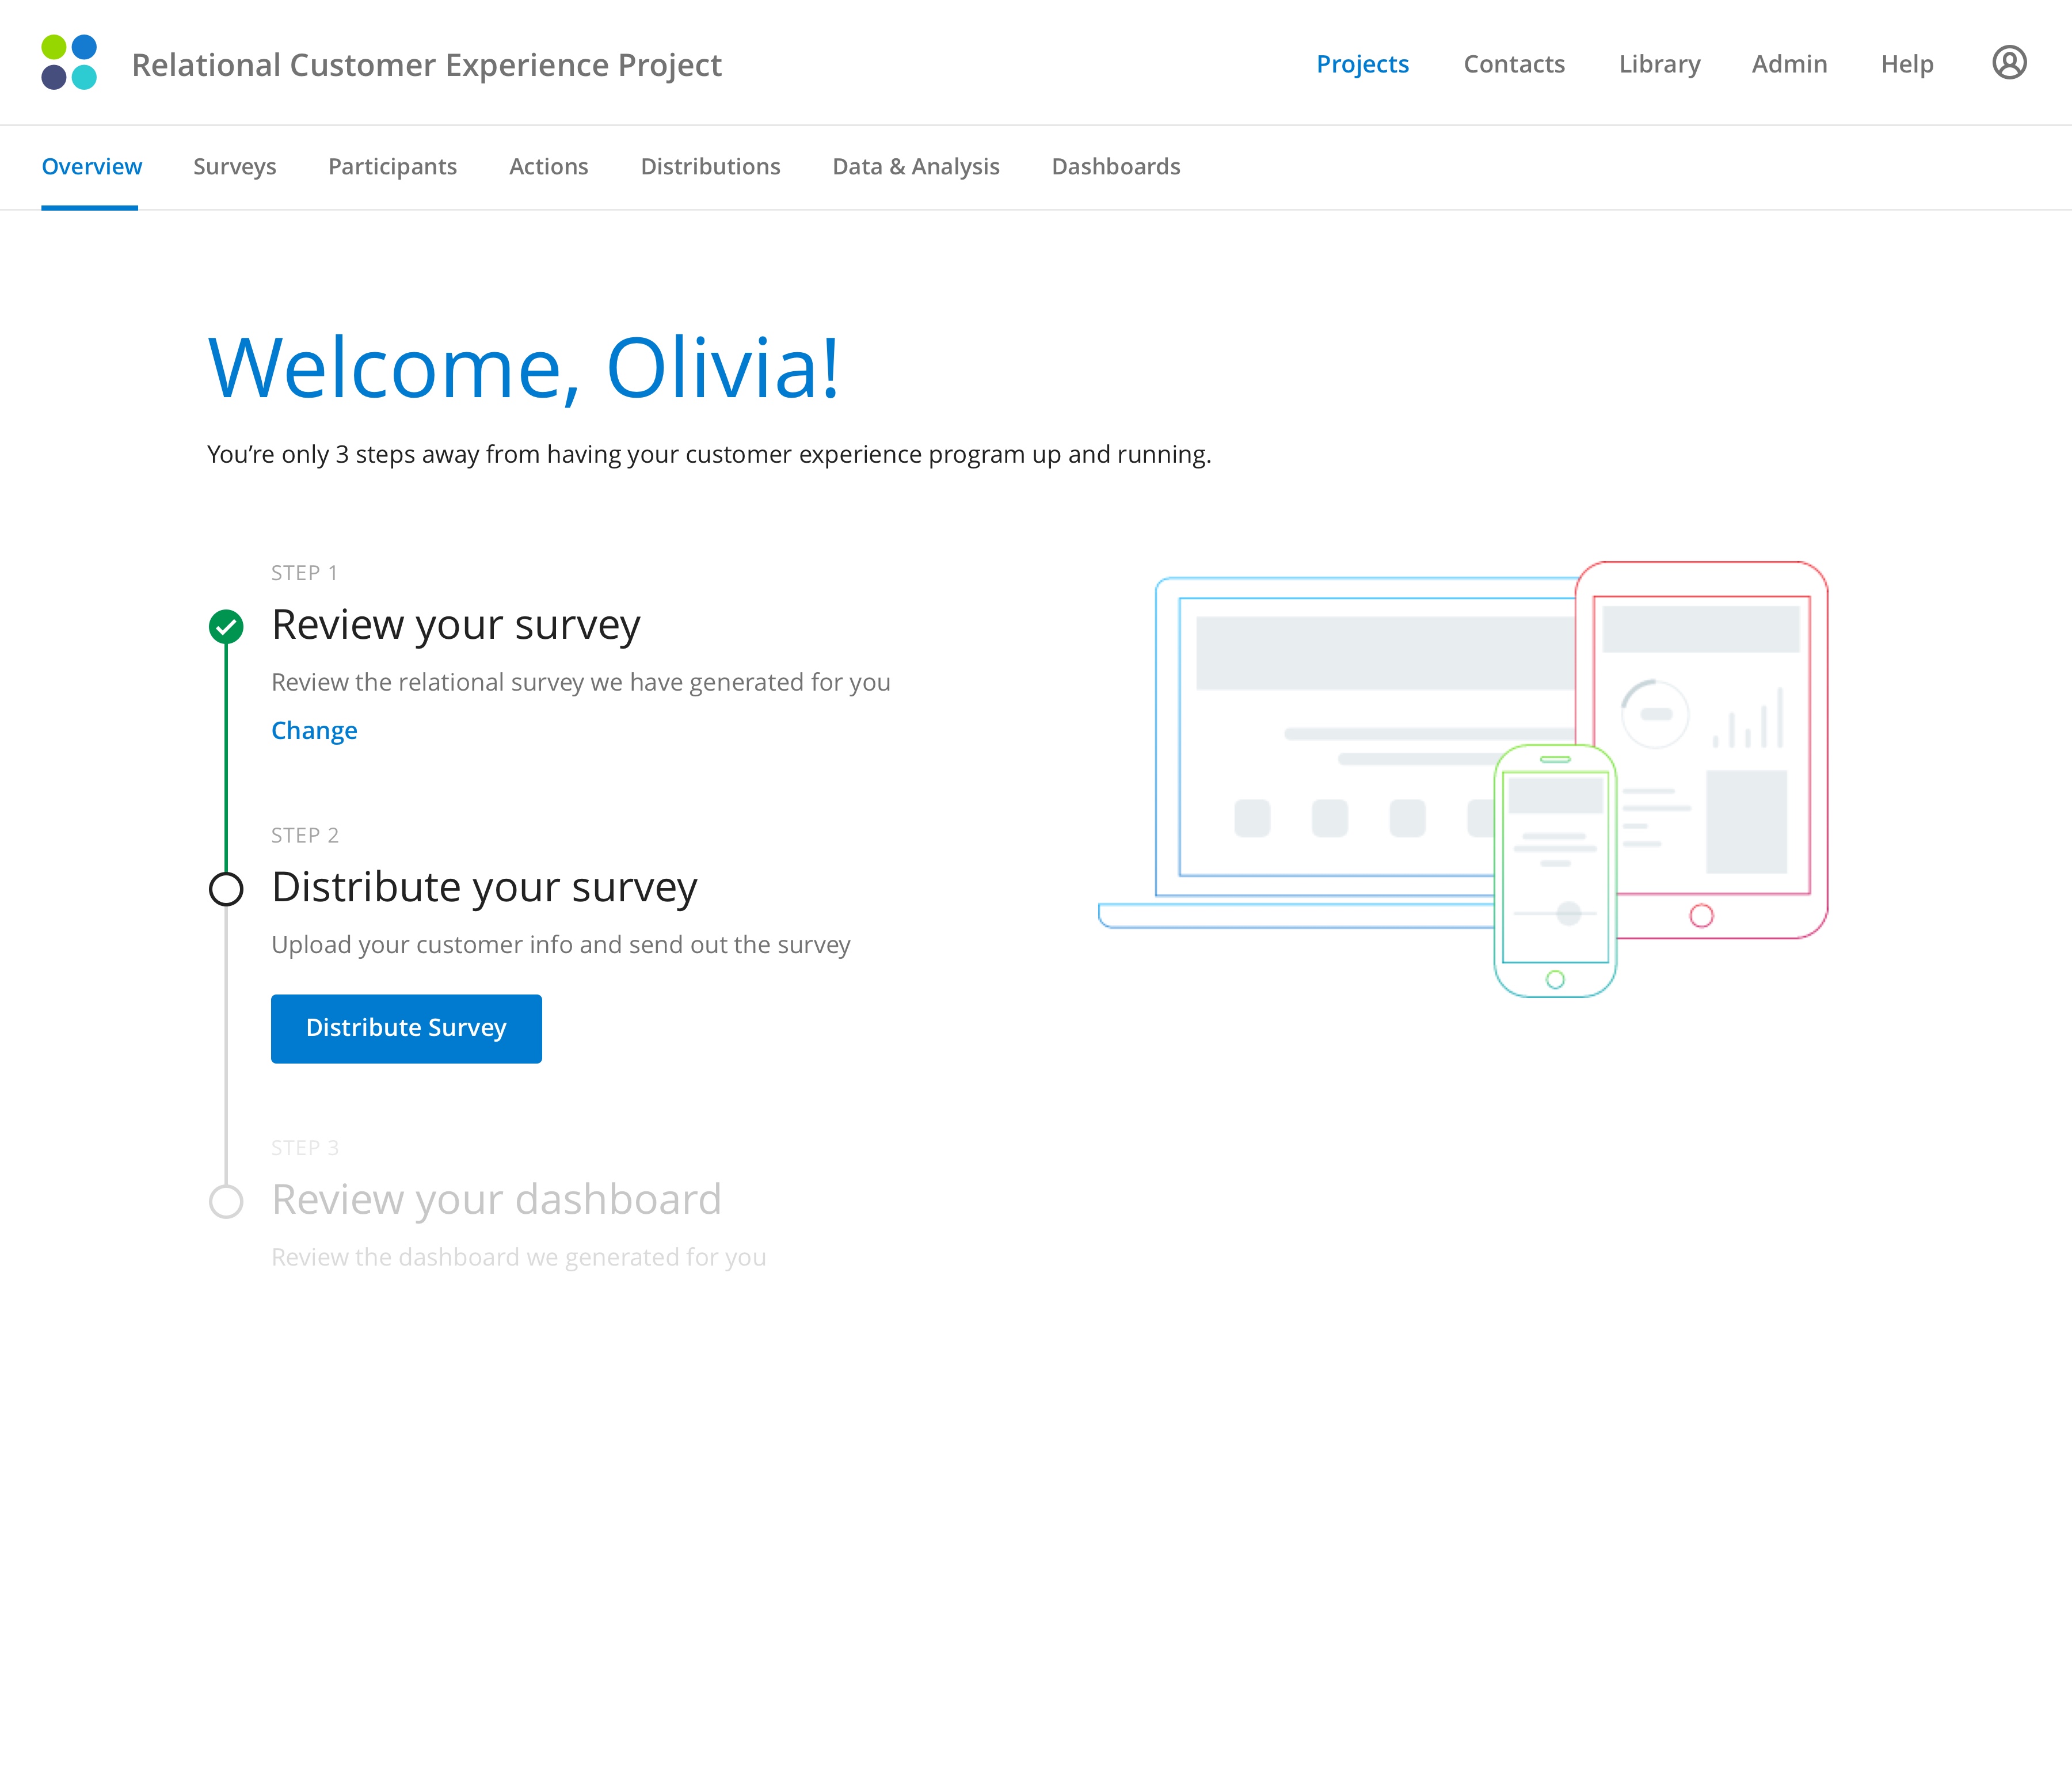 Relational Customer Experience Project
Projects
Contacts
Library
Admin
Help
Overview
Surveys
Participants
Actions
Distributions
Data & Analysis
Dashboards
Welcome, Olivia!
You’re only 3 steps away from having your customer experience program up and running.
STEP 1
Review your survey
Review the relational survey we have generated for you
Change
STEP 2
Distribute your survey
Upload your customer info and send out the survey
Distribute Survey
STEP 3
Review your dashboard
Review the dashboard we generated for you